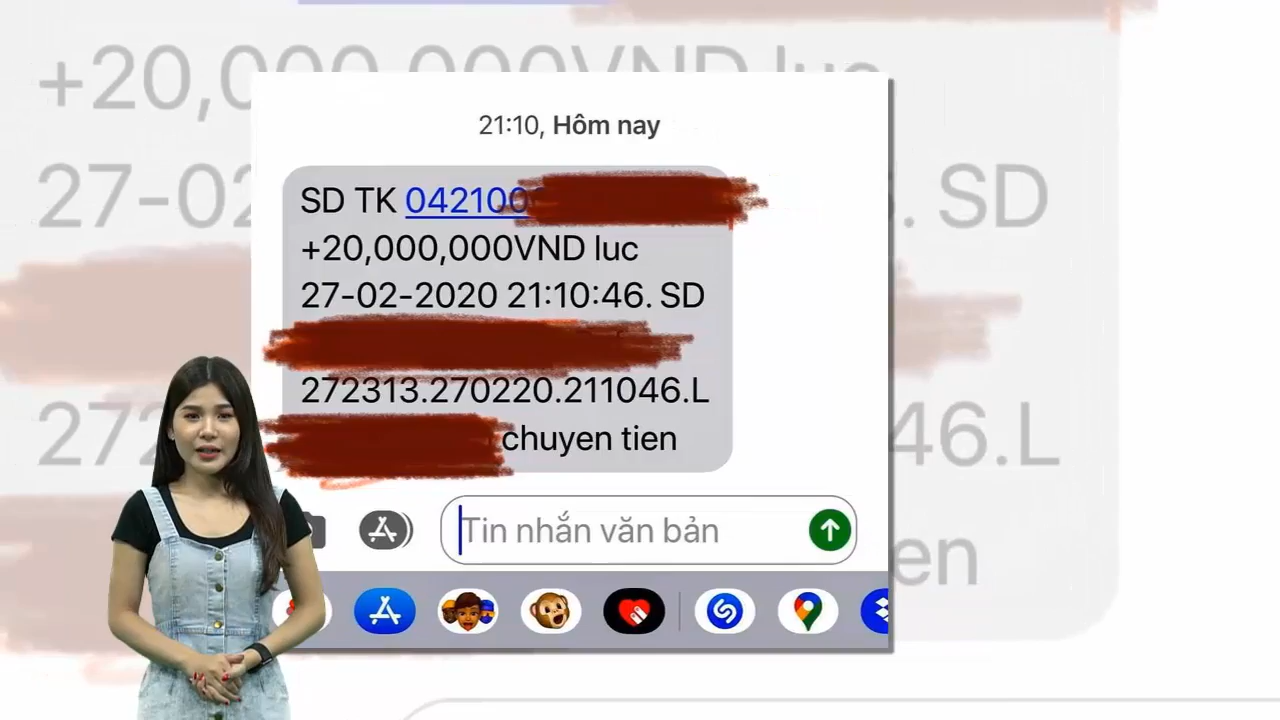 21:10, Hôm nay
SD TK 042100
+20,000,000VND luc
27-02-2020 21:10:46. SD
272313.270220.211046.L
chuyen tien
Tin nhắn văn bản